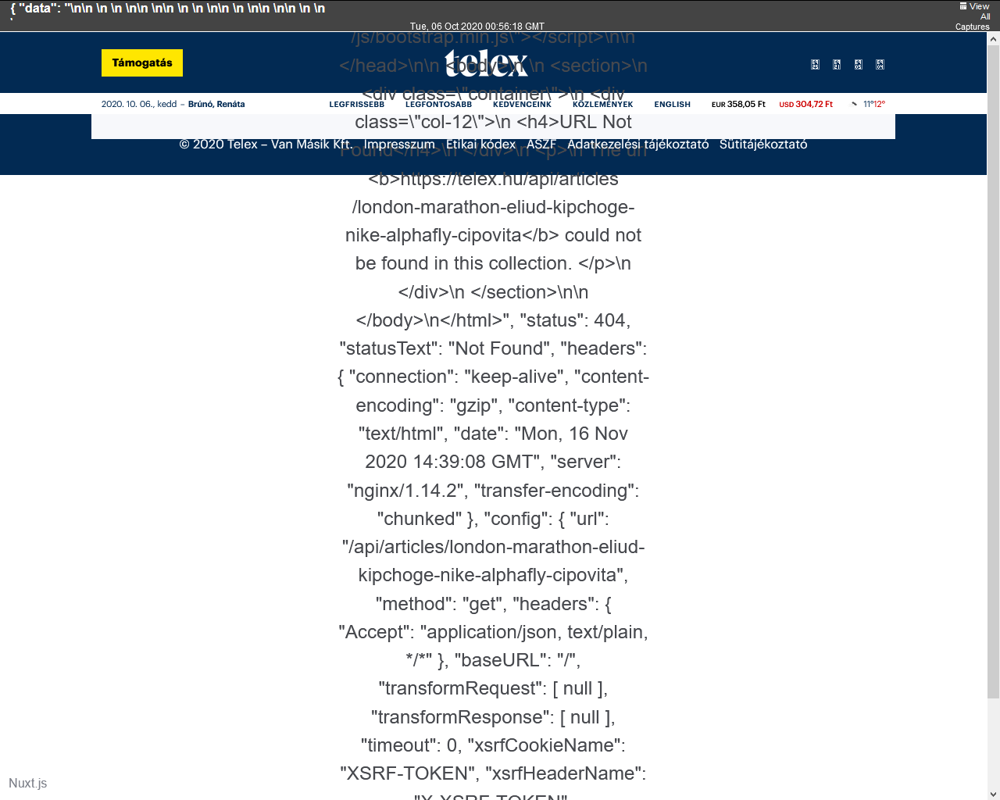 { "data": "\n\n \n \n \n\n \n\n \n \n \n\n \n \n\n \n\n \n \n
View
All
Captures
Tue, 06 Oct 2020 00:56:18 GMT
/js/bootstrap.min.js\"></script>\n\n
Támogatás
telex
</head>\n\n <body>\n \n <section>\n
<div class=\"container\">\n <div
2020. 10. 06., kedd – Brúnó, Renáta
LEGFRISSEBB LEGFONTOSABB KEDVENCEINK KÖZLEMÉNYEK ENGLISH EUR 358,05 Ft USD 304,72 Ft 11° 12°
class=\"col-12\">\n <h4>URL Not
© 2020 Telex – Van Másik Kft. Impresszum Etikai kódex ÁSZF Adatkezelési tájékoztató Sütitájékoztató
Found</h4>\n </div>\n <p>\n The url
<b>https://telex.hu/api/articles
/london-marathon-eliud-kipchoge-
nike-alphafly-cipovita</b> could not
be found in this collection. </p>\n
</div>\n </section>\n\n
</body>\n</html>", "status": 404,
"statusText": "Not Found", "headers":
{ "connection": "keep-alive", "content-
encoding": "gzip", "content-type":
"text/html", "date": "Mon, 16 Nov
2020 14:39:08 GMT", "server":
"nginx/1.14.2", "transfer-encoding":
"chunked" }, "config": { "url":
"/api/articles/london-marathon-eliud-
kipchoge-nike-alphafly-cipovita",
"method": "get", "headers": {
"Accept": "application/json, text/plain,
*/*" }, "baseURL": "/",
"transformRequest": [ null ],
"transformResponse": [ null ],
"timeout": 0, "xsrfCookieName":
"XSRF-TOKEN", "xsrfHeaderName":
"X-XSRF-TOKEN"
Nuxt.js